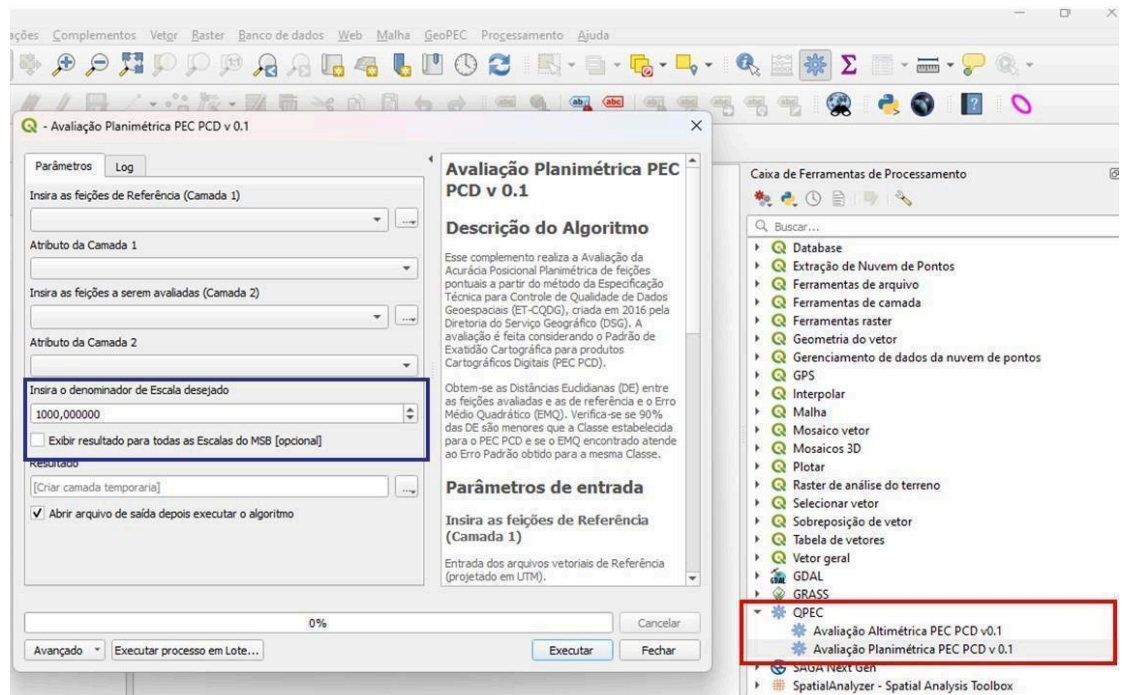 ações Complementos Vetor Raster Banco de dados Web Malha GeoPEC Processamento Ajuda
abc
- Avaliação Planimétrica PEC PCD v 0.1
Parâmetros Log
Insira as feições de Referência (Camada 1)
Atributo da Camada 1
Insira as feições a serem avaliadas (Camada 2)
Atributo da Camada 2
Insira o denominador de Escala desejado
1000,000000
Exibir resultado para todas as Escalas do MSB [opcional]
Resultado
[Criar camada temporaria]
Abrir arquivo de saída depois executar o algoritmo
Avaliação Planimétrica PEC
PCD v 0.1
Descrição do Algoritmo
Esse complemento realiza a Avaliação da
Acurácia Posicional Planimétrica de feições
pontuais a partir do método da Especificação
Técnica para Controle de Qualidade de Dados
Geoespaciais (ET-CQDG), criada em 2016 pela
Diretoria do Serviço Geográfico (DSG). A
avaliação é feita considerando o Padrão de
Exatidão Cartográfica para produtos
Cartográficos Digitais (PEC PCD).
Obtem-se as Distâncias Euclidianas (DE) entre
as feições avaliadas e as de referência e o Erro
Médio Quadrático (EMQ). Verifica-se se 90%
das DE são menores que a Classe estabelecida
para o PEC PCD e se o EMQ encontrado atende
ao Erro Padrão obtido para a mesma Classe.
Parâmetros de entrada
Insira as feições de Referência
(Camada 1)
Entrada dos arquivos vetoriais de Referência
(projetado em UTM).
0%
Cancelar
Avançado Executar processo em Lote... Executar Fechar
Caixa de Ferramentas de Processamento
Buscar...
Database
Extração de Nuvem de Pontos
Ferramentas de arquivo
Ferramentas de camada
Ferramentas raster
Geometria do vetor
Gerenciamento de dados da nuvem de pontos
GPS
Interpolar
Malha
Mosaico vetor
Mosaicos 3D
Plotar
Raster de análise do terreno
Selecionar vetor
Sobreposição de vetor
Tabela de vetores
Vetor geral
GDAL
GRASS
QPEC
Avaliação Altimétrica PEC PCD v0.1
Avaliação Planimétrica PEC PCD v 0.1
SAGA Next Gen
SpatialAnalyzer - Spatial Analysis Toolbox